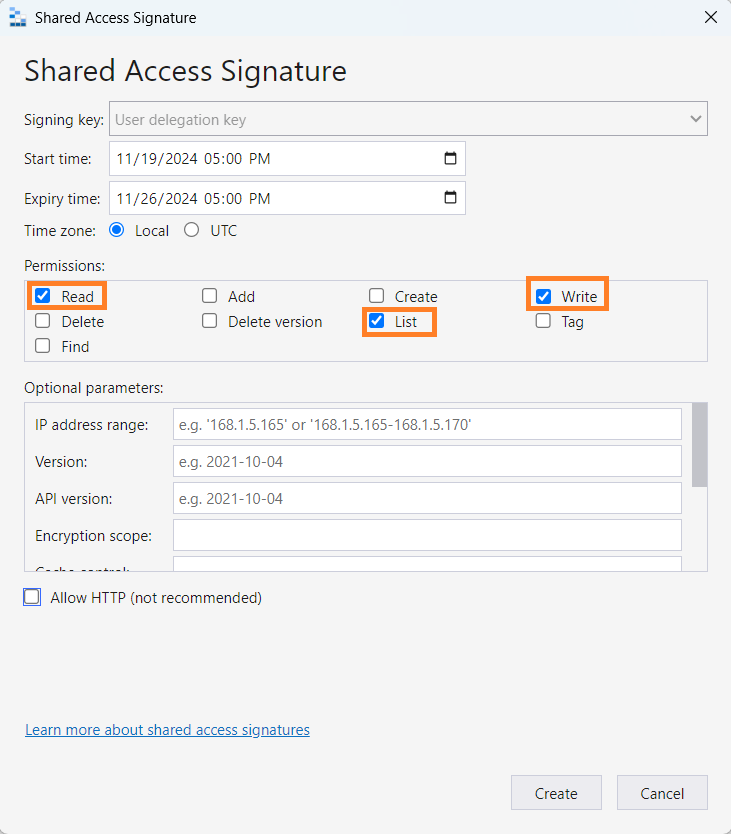 Shared Access Signature
Shared Access Signature
Signing key: User delegation key
Start time: 11/19/2024 05:00 PM
Expiry time: 11/26/2024 05:00 PM
Time zone: Local UTC
Permissions:
Read Add Create Write
Delete Delete version List Tag
Find
Optional parameters:
IP address range: e.g. '168.1.5.165' or '168.1.5.165-168.1.5.170'
Version: e.g. 2021-10-04
API version: e.g. 2021-10-04
Encryption scope:
Cache control:
Allow HTTP (not recommended)
Learn more about shared access signatures
Create Cancel